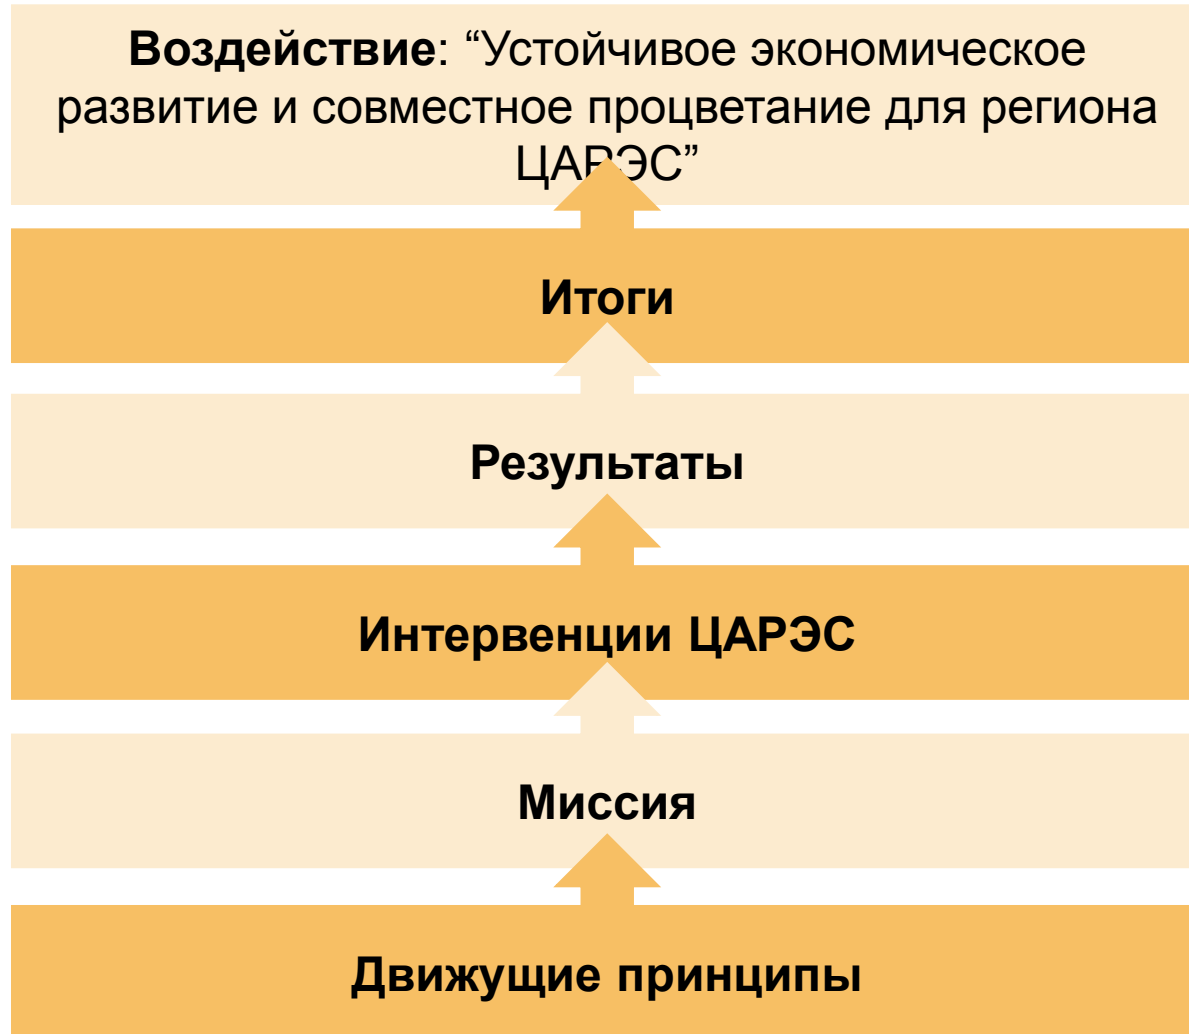 Воздействие: “Устойчивое экономическое
развитие и совместное процветание для региона
ЦАРЭС”
Итоги
Результаты
Интервенции ЦАРЭС
Миссия
Движущие принципы